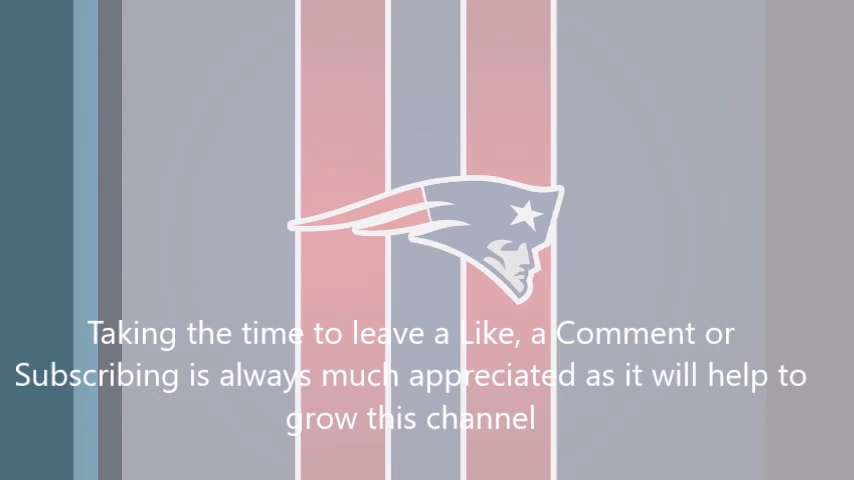 Taking the time to leave a Like, a Comment or
Subscribing is always much appreciated as it will help to
grow this channel